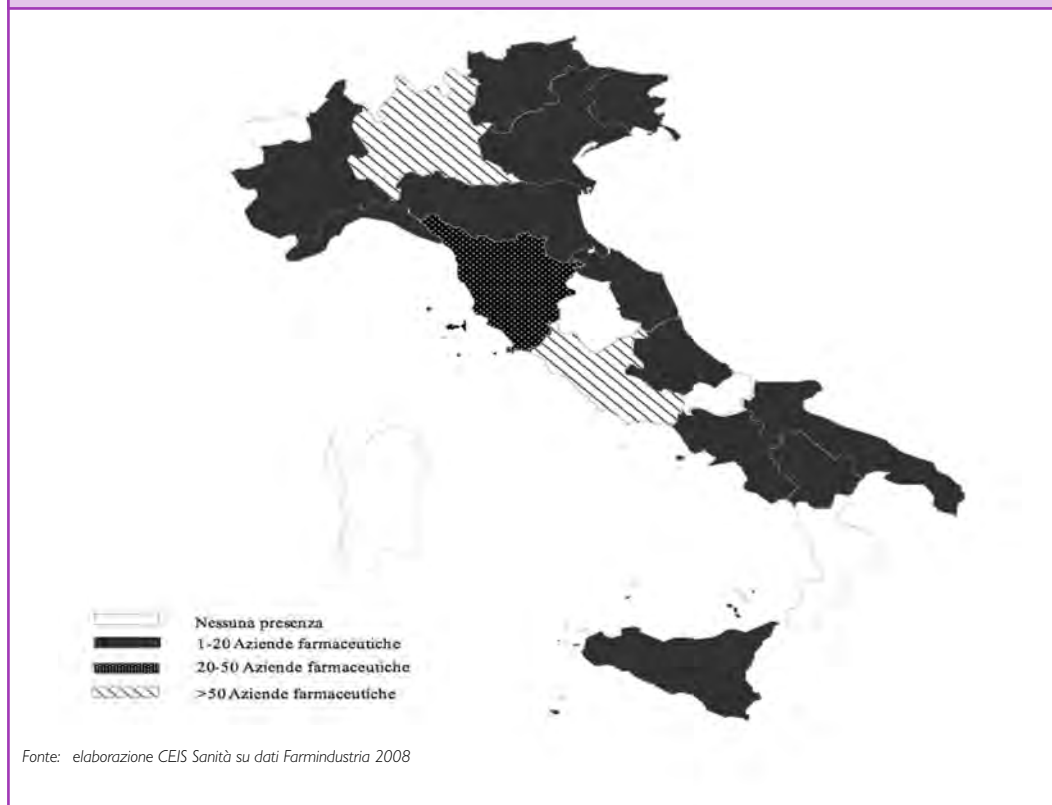 Nessuna presenza
1-20 Aziende farmaceutiche
20-50 Aziende farmaceutiche
>50 Aziende farmaceutiche
Fonte: elaborazione CEIS Sanità su dati Farmindustria 2008